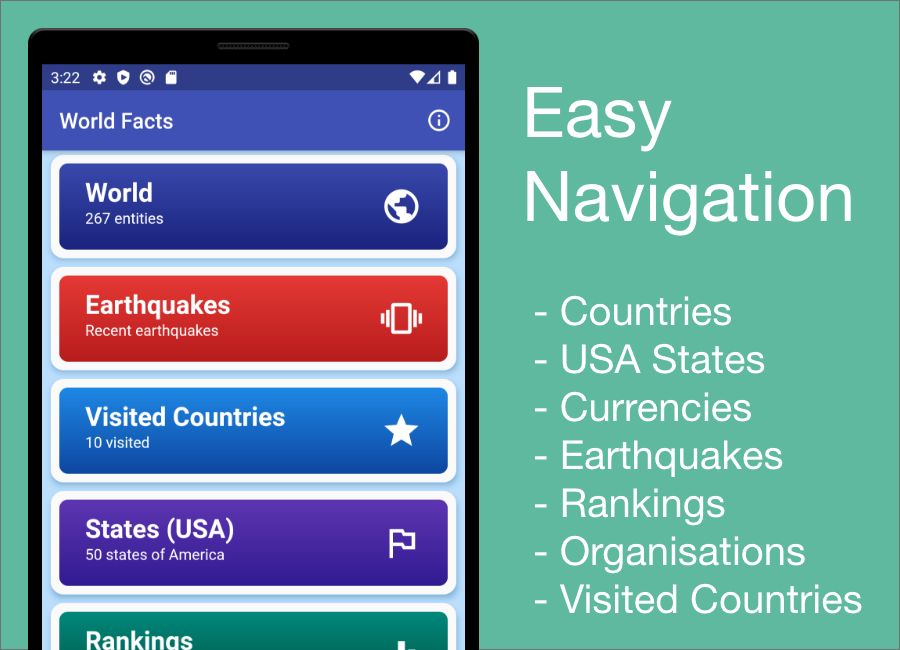 3:22
World Facts
World
267 entities
Earthquakes
Recent earthquakes
Visited Countries
10 visited
States (USA)
50 states of America
Rankings
Easy
Navigation
- Countries
- USA States
- Currencies
- Earthquakes
- Rankings
- Organisations
- Visited Countries